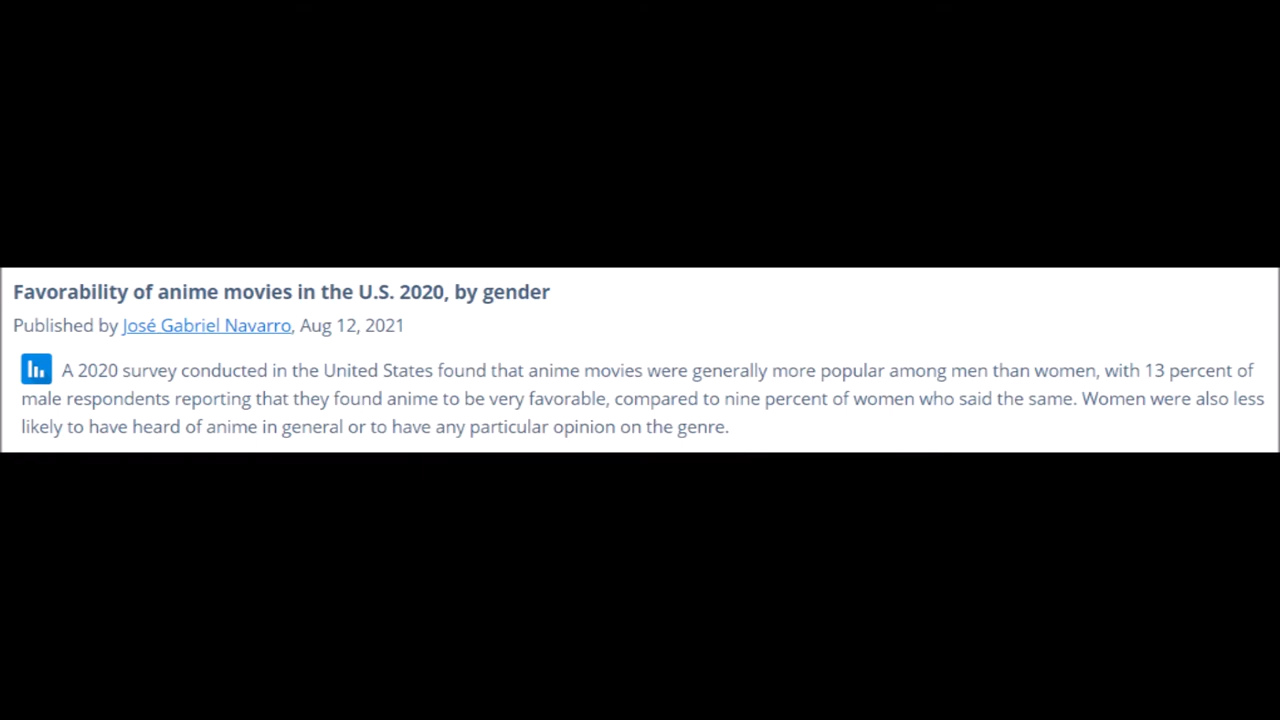 Favorability of anime movies in the U.S. 2020, by gender
Published by José Gabriel Navarro, Aug 12, 2021
A 2020 survey conducted in the United States found that anime movies were generally more popular among men than women, with 13 percent of
male respondents reporting that they found anime to be very favorable, compared to nine percent of women who said the same. Women were also less
likely to have heard of anime in general or to have any particular opinion on the genre.